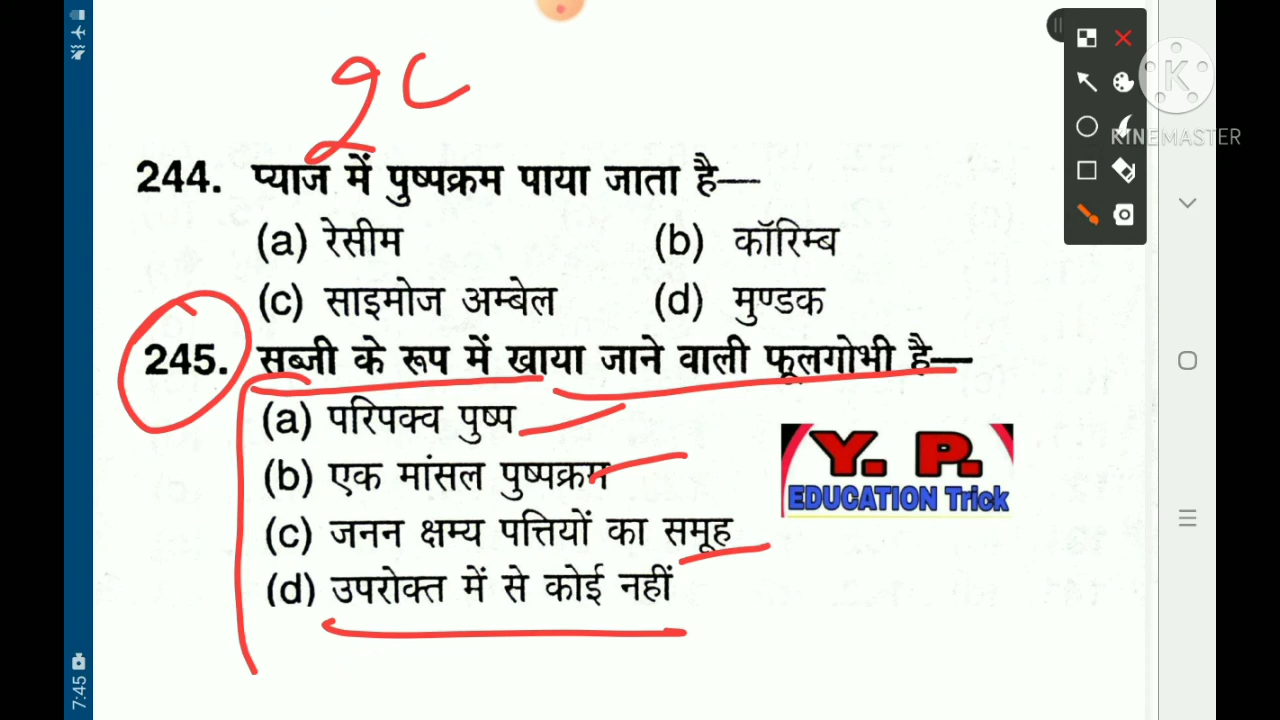 244. प्याज में पुष्पक्रम पाया जाता है—
(a) रेसीम (b) कॉरिम्ब
(c) साइमोज अम्बेल (d) मुण्डक
245. सब्जी के रूप में खाया जाने वाली फूलगोभी है—
(a) परिपक्व पुष्प
(b) एक मांसल पुष्पक्रम
(c) जनन क्षम्य पत्तियों का समूह
(d) उपरोक्त में से कोई नहीं
Y. P.
EDUCATION Trick
K
KINEMASTER
7:45